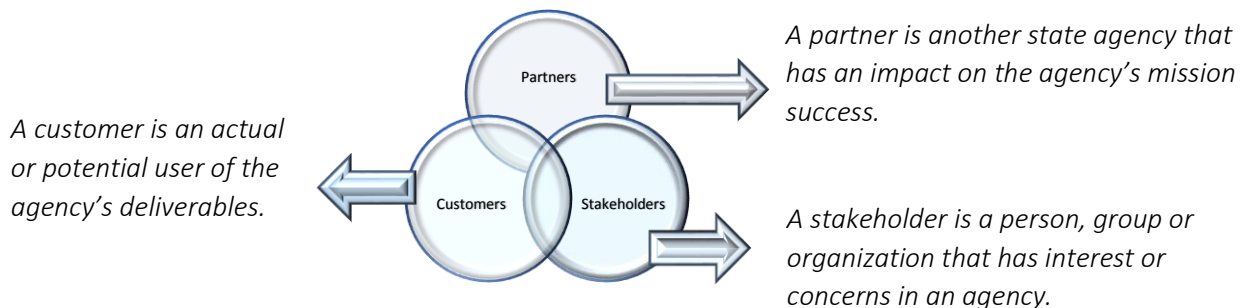 Partners
A partner is another state agency that
has an impact on the agency’s mission
success.
A customer is an actual
or potential user of the
agency’s deliverables.
Customers
Stakeholders
A stakeholder is a person, group or
organization that has interest or
concerns in an agency.